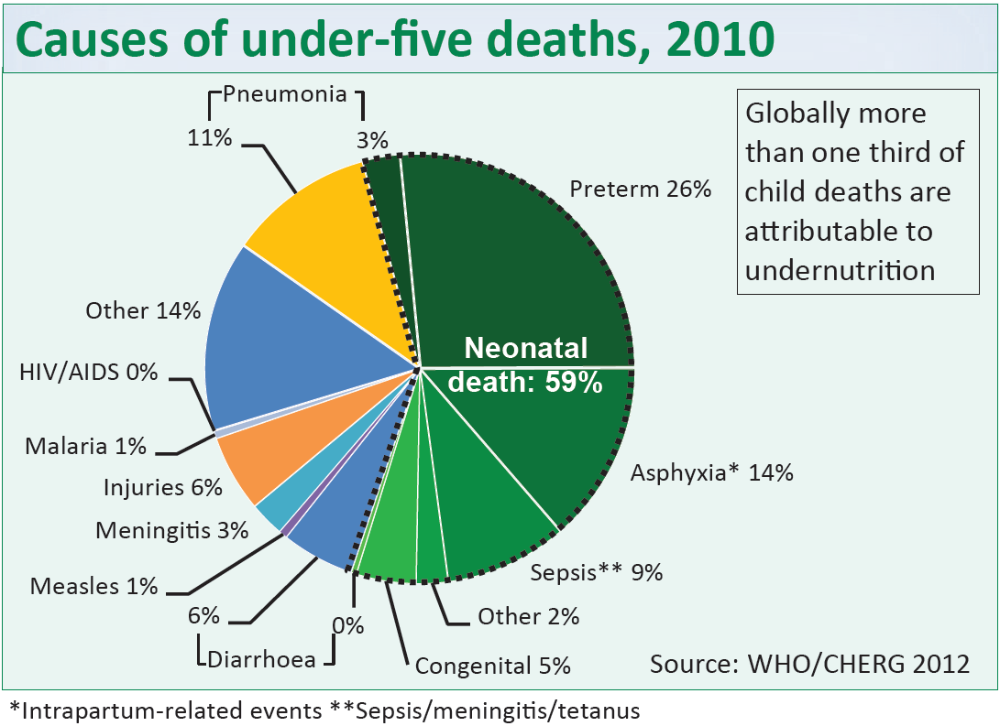 Causes of under-five deaths, 2010
Pneumonia
11%
3%
Globally more
than one third of
child deaths are
attributable to
undernutrition
Preterm 26%
Other 14%
Neonatal
death: 59%
HIV/AIDS 0%
Malaria 1%
Asphyxia* 14%
Injuries 6%
Meningitis 3%
Measles 1%
Sepsis** 9%
6%
0%
Other 2%
Diarrhoea
Congenital 5%
Source: WHO/CHERG 2012
*Intrapartum-related events **Sepsis/meningitis/tetanus